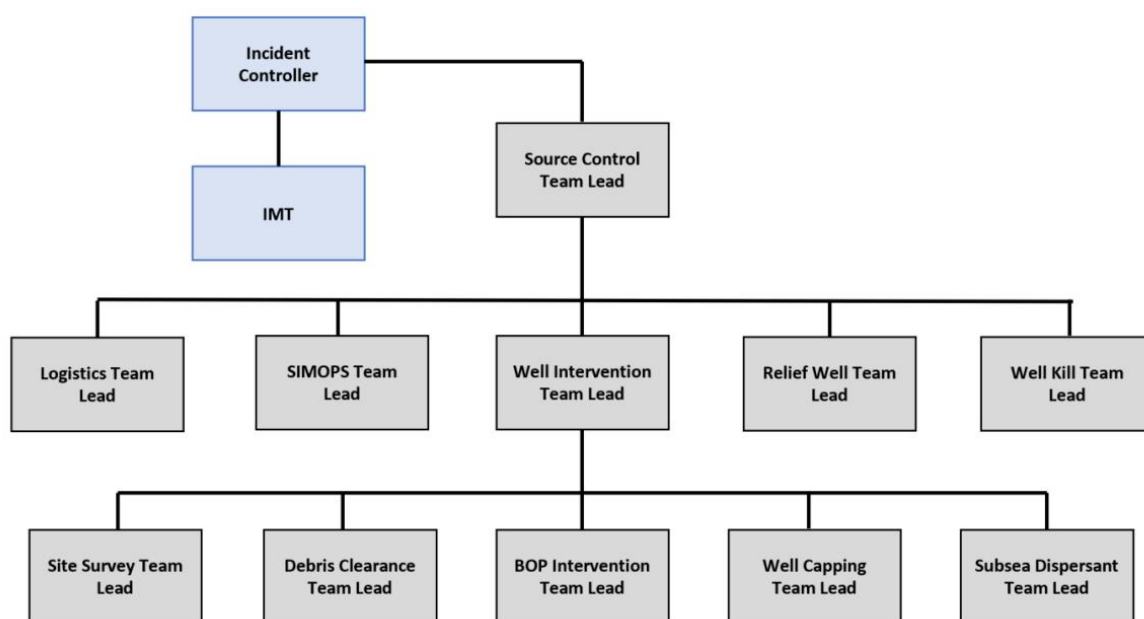 Incident
Controller
Source Control
Team Lead
IMT
Logistics Team
Lead
SIMOPS Team
Lead
Well Intervention
Team Lead
Relief Well Team
Lead
Well Kill Team
Lead
Site Survey Team
Lead
Debris Clearance
Team Lead
BOP Intervention
Team Lead
Well Capping
Team Lead
Subsea Dispersant
Team Lead